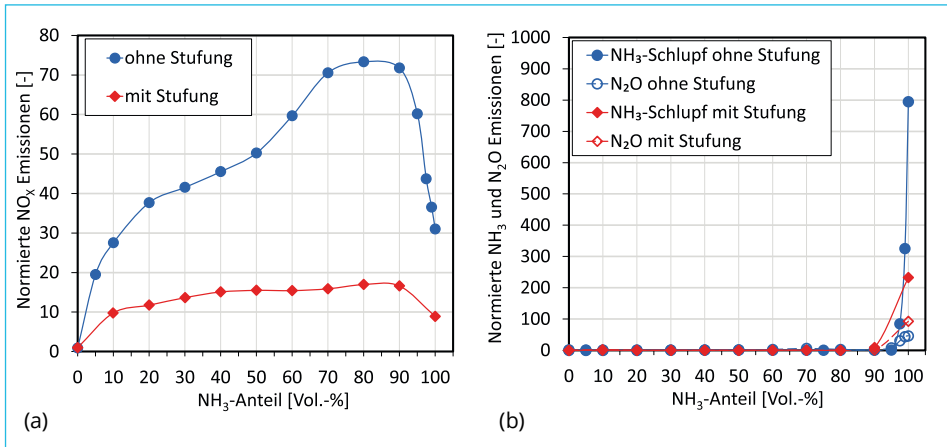 Normierte NOX Emissionen [-]
80
70
60
50
40
30
20
10
0
ohne Stufung
mit Stufung
0 10 20 30 40 50 60 70 80 90 100
NH3-Anteil [Vol.-%]
(a)
Normierte NH3 und N2O Emissionen [-]
1000
900
800
700
600
500
400
300
200
100
0
NH3-Schlupf ohne Stufung
N2O ohne Stufung
NH3-Schlupf mit Stufung
N2O mit Stufung
0 10 20 30 40 50 60 70 80 90 100
NH3-Anteil [Vol.-%]
(b)